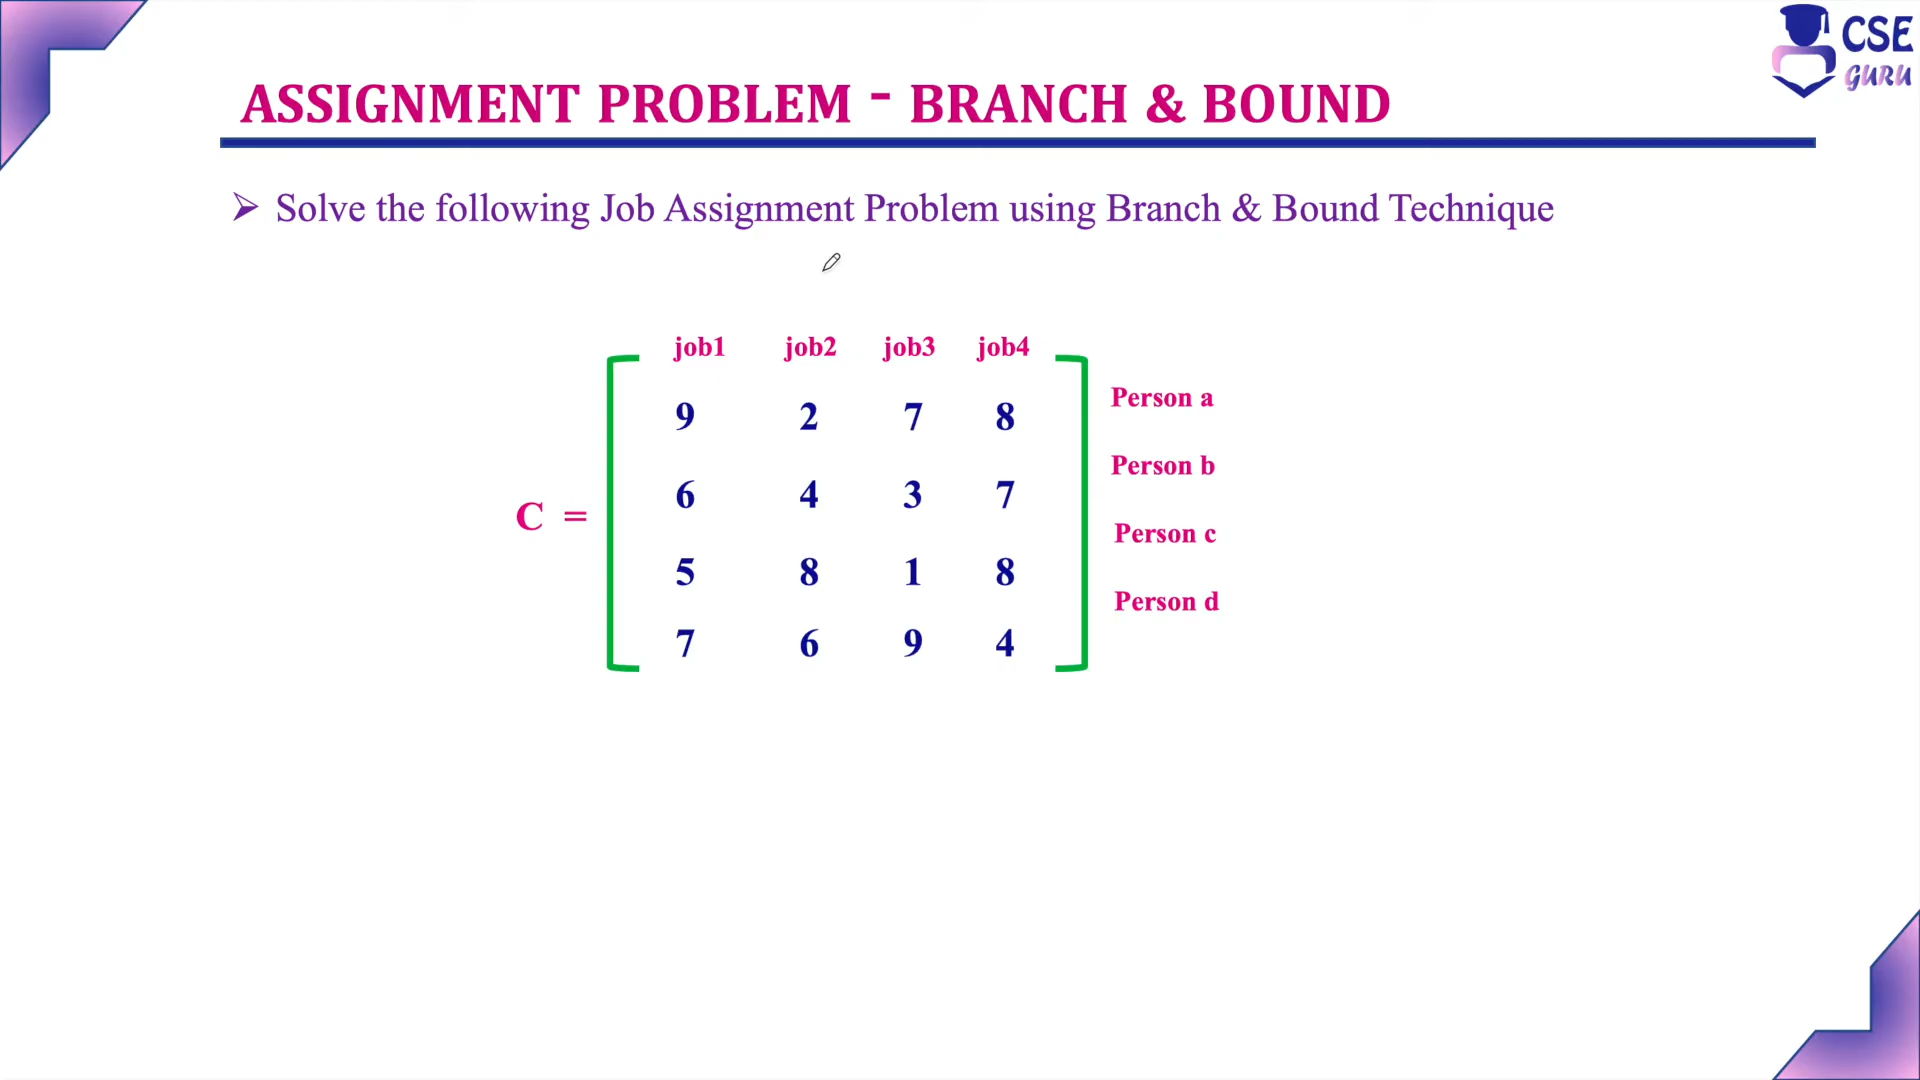 CSE
GURU
ASSIGNMENT PROBLEM - BRANCH & BOUND
➢ Solve the following Job Assignment Problem using Branch & Bound Technique
job1 job2 job3 job4
9 2 7 8 Person a
6 4 3 7 Person b
C =
5 8 1 8 Person c
7 6 9 4 Person d